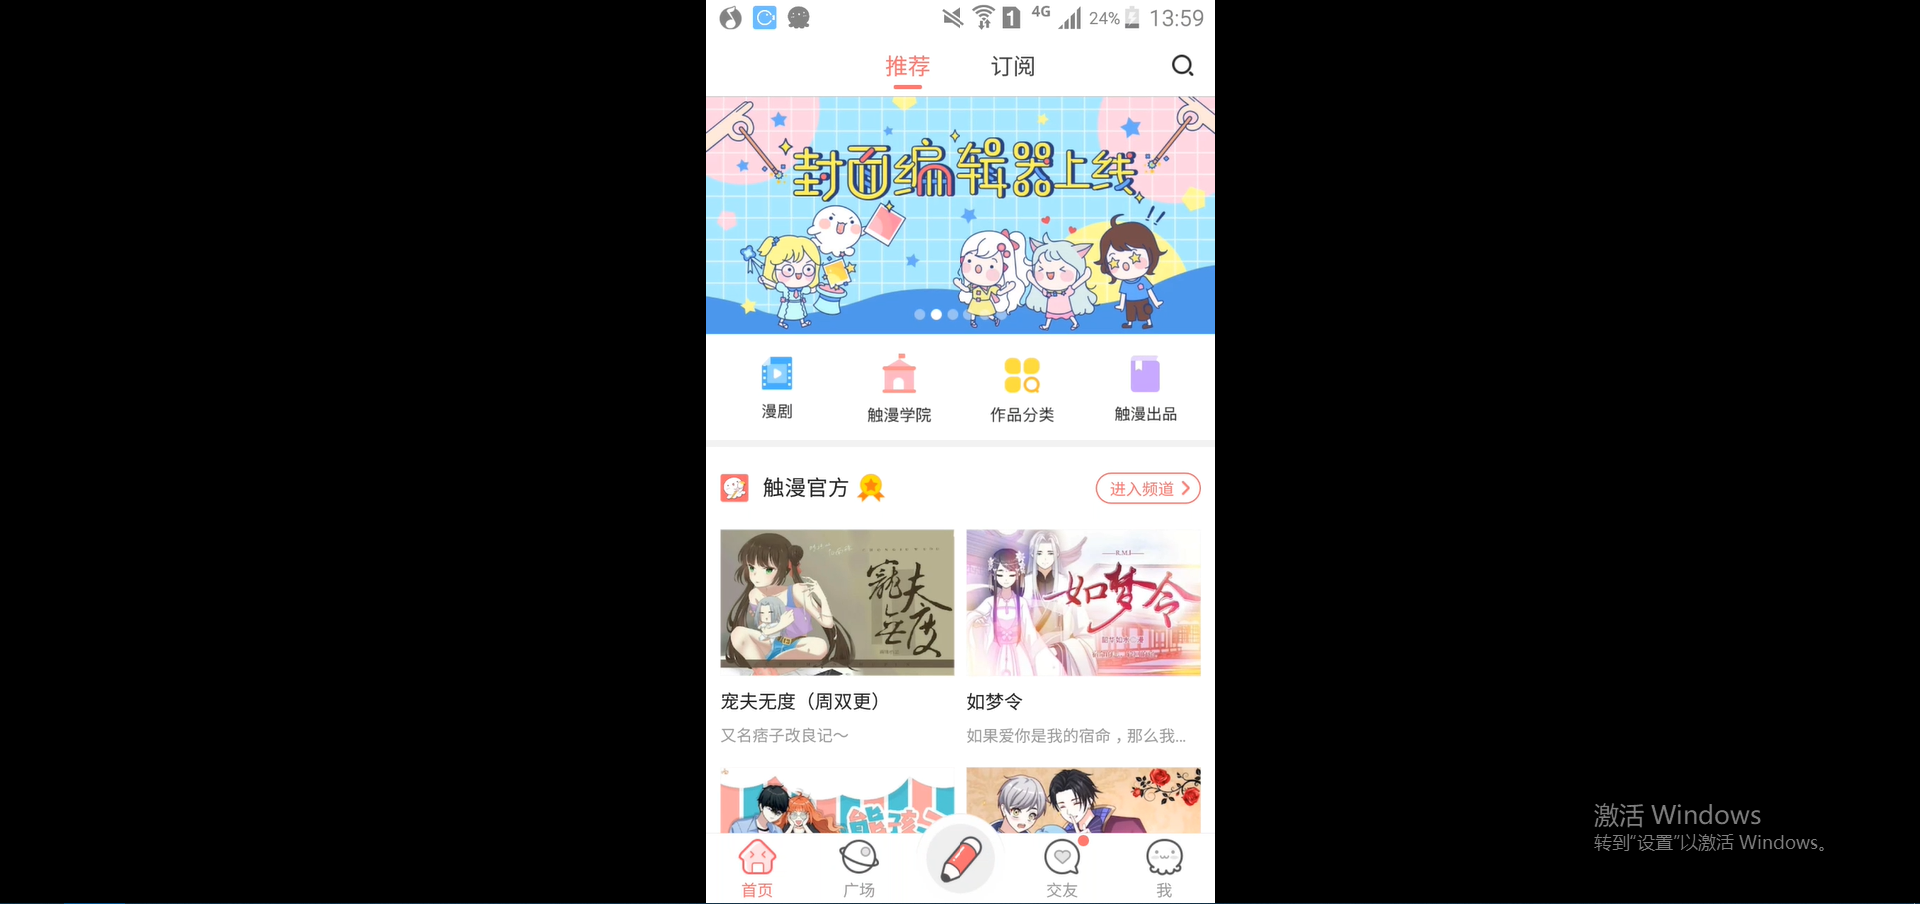 4G 24% 13:59
推荐 订阅
封面编辑器上线
漫剧 触漫学院 作品分类 触漫出品
触漫官方 进入频道
宠夫无度
R.M.L
如梦令
宠夫无度（周双更） 如梦令
又名痞子改良记～ 如果爱你是我的宿命，那么我...
熊孩
激活 Windows
转到“设置”以激活 Windows。
首页 广场 交友 我